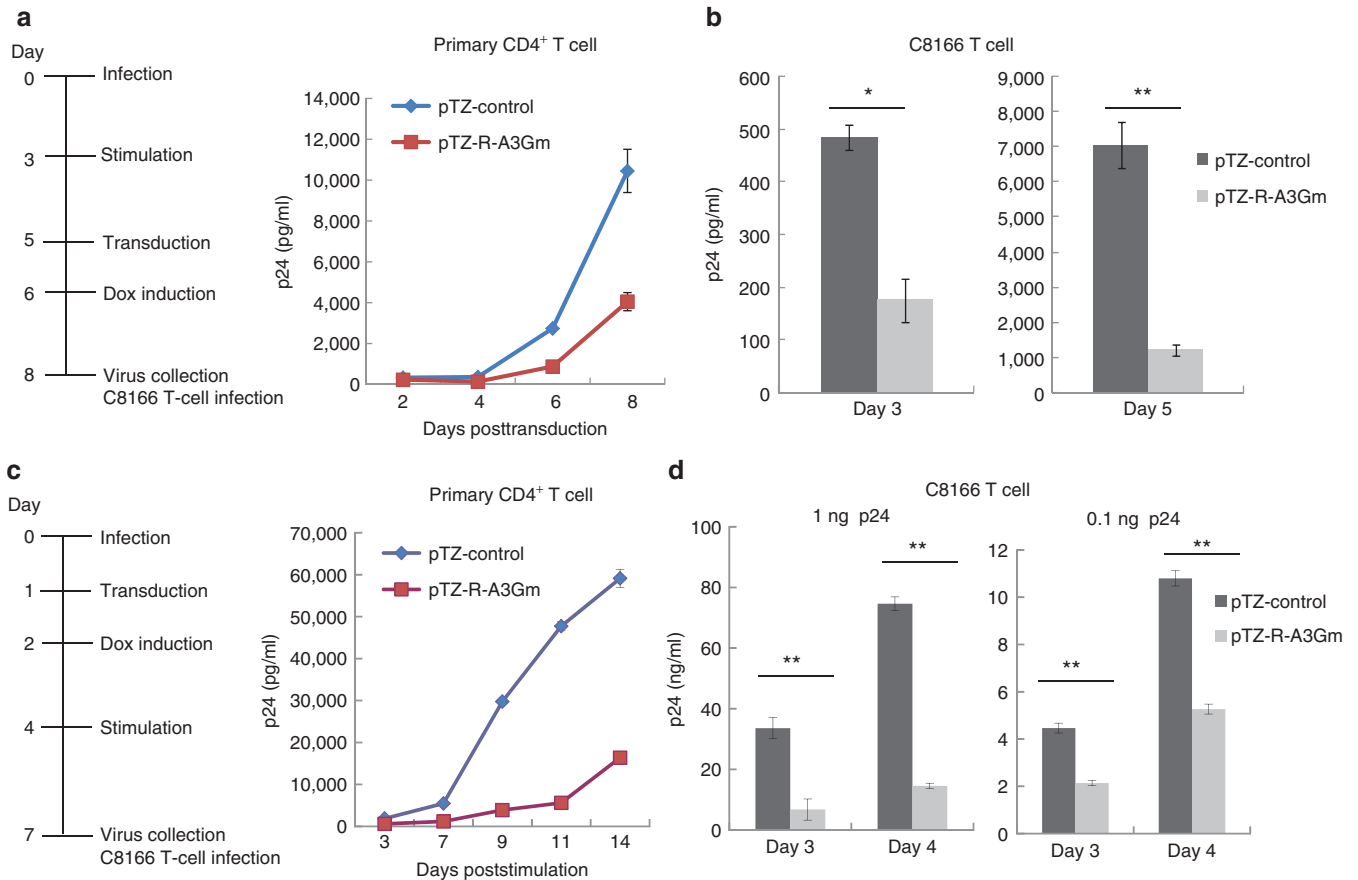 a
Day
0
Infection
3
Stimulation
5
Transduction
6
Dox induction
8
Virus collection
C8166 T-cell infection
Primary CD4+ T cell
pTZ-control
pTZ-R-A3Gm
p24 (pg/ml)
14,000
12,000
10,000
8,000
6,000
4,000
2,000
0
2
4
6
8
Days posttransduction
b
C8166 T cell
p24 (pg/ml)
600
500
400
300
200
100
0
*
Day 3
9,000
8,000
7,000
6,000
5,000
4,000
3,000
2,000
1,000
0
**
Day 5
pTZ-control
pTZ-R-A3Gm
c
Day
0
Infection
1
Transduction
2
Dox induction
4
Stimulation
7
Virus collection
C8166 T-cell infection
Primary CD4+ T cell
pTZ-control
pTZ-R-A3Gm
p24 (pg/ml)
70,000
60,000
50,000
40,000
30,000
20,000
10,000
0
3
7
9
11
14
Days poststimulation
d
C8166 T cell
1 ng p24
p24 (ng/ml)
100
80
60
40
20
0
**
**
Day 3
Day 4
0.1 ng p24
12
10
8
6
4
2
0
**
**
Day 3
Day 4
pTZ-control
pTZ-R-A3Gm